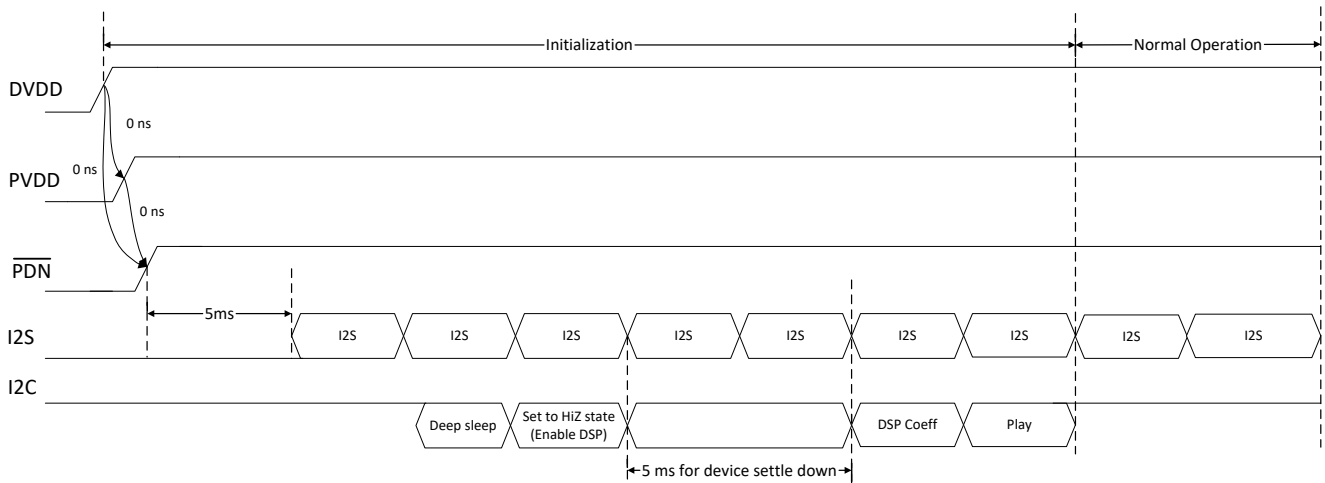 Initialization
Normal Operation
DVDD
0 ns
0 ns
PVDD
0 ns
PDN
5ms
I2S
I2S
I2S
I2S
I2S
I2S
I2S
I2S
I2S
I2S
I2C
Deep sleep
Set to HiZ state
(Enable DSP)
DSP Coeff
Play
5 ms for device settle down